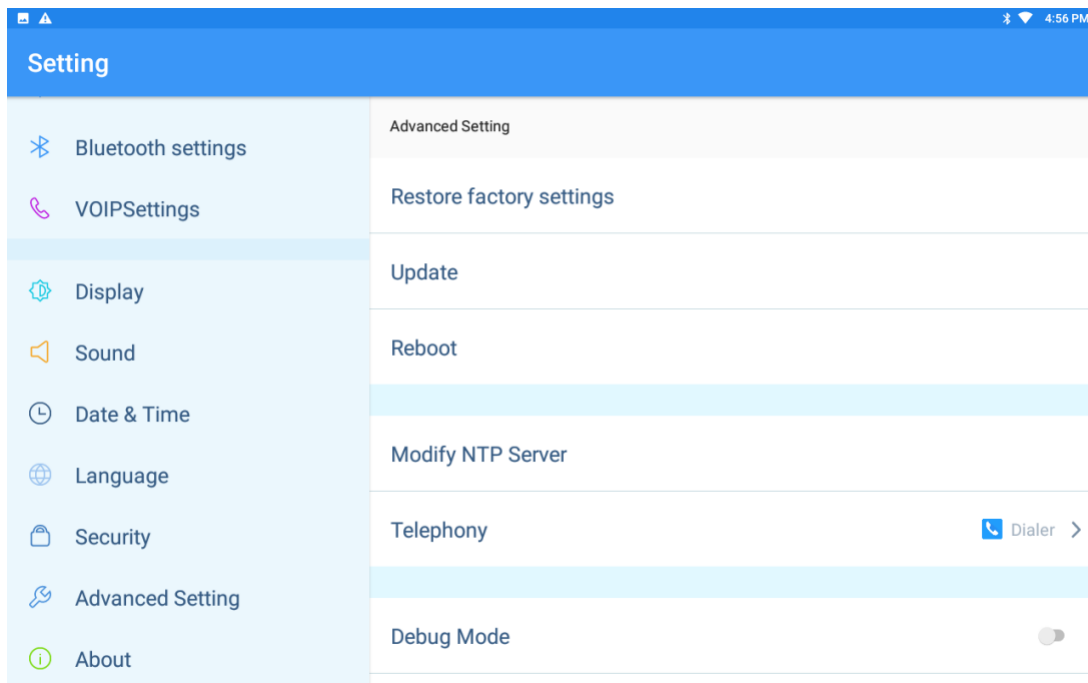 4:56 PM
Setting
Bluetooth settings
VOIPSettings
Display
Sound
Date & Time
Language
Security
Advanced Setting
About
Advanced Setting
Restore factory settings
Update
Reboot
Modify NTP Server
Telephony
Dialer
Debug Mode